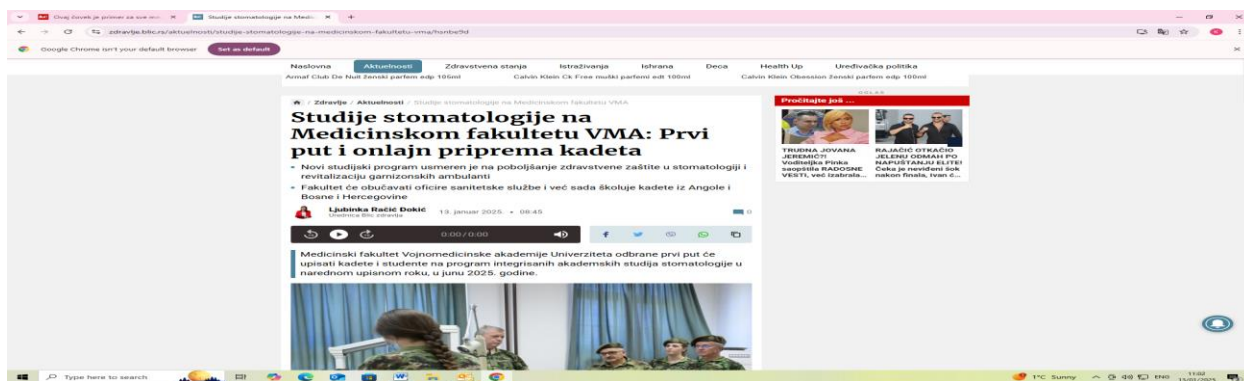 Ovaj čovek je primer za sve
Studije stomatologije na Medic
zdravlje.blic.rs/aktuelnosti/studije-stomatologije-na-medicinskom-fakultetu-vma/hsnbe9d
Google Chrome isn't your default browser Set as default
Naslovna Aktuelnosti Zdravstvena stanja Istraživanja Ishrana Deca Health Up Uređivačka politika
Armaf Club De Nuit ženski parfem edp 105ml Calvin Klein Ck Free muški parfemi edt 100ml Calvin Klein Obsession ženski parfem edp 100ml
/ Zdravlje / Aktuelnosti / Studije stomatologije na Medicinskom fakultetu VMA
Studije stomatologije na
Medicinskom fakultetu VMA: Prvi
put i onlajn priprema kadeta
• Novi studijski program usmeren je na poboljšanje zdravstvene zaštite u stomatologiji i
revitalizaciju garnizonskih ambulanti
• Fakultet će obučavati oficire sanitetske službe i već sada školuje kadete iz Angole i
Bosne i Hercegovine
Ljubinka Račić Đokić
Urednica Blic zdravlja
13. januar 2025. • 08:45
0
0:00 / 0:00
Medicinski fakultet Vojnomedicinske akademije Univerziteta odbrane prvi put će
upisati kadete i studente na program integrisanih akademskih studija stomatologije u
narednom upisnom roku, u junu 2025. godine.
OGLAS
Pročitajte još ...
TRUDNA JOVANA
JEREMIĆ?!
Voditeljka Pinka
saopštila RADOSNE
VESTI, već izabrala...
RAJAČIĆ OTKAČIO
JELENU ODMAH PO
NAPUŠTANJU ELITE!
Čeka je neviđeni šok
nakon finala, Ivan ć...
Type here to search
1°C Sunny
ENG
11:02
15/01/2025